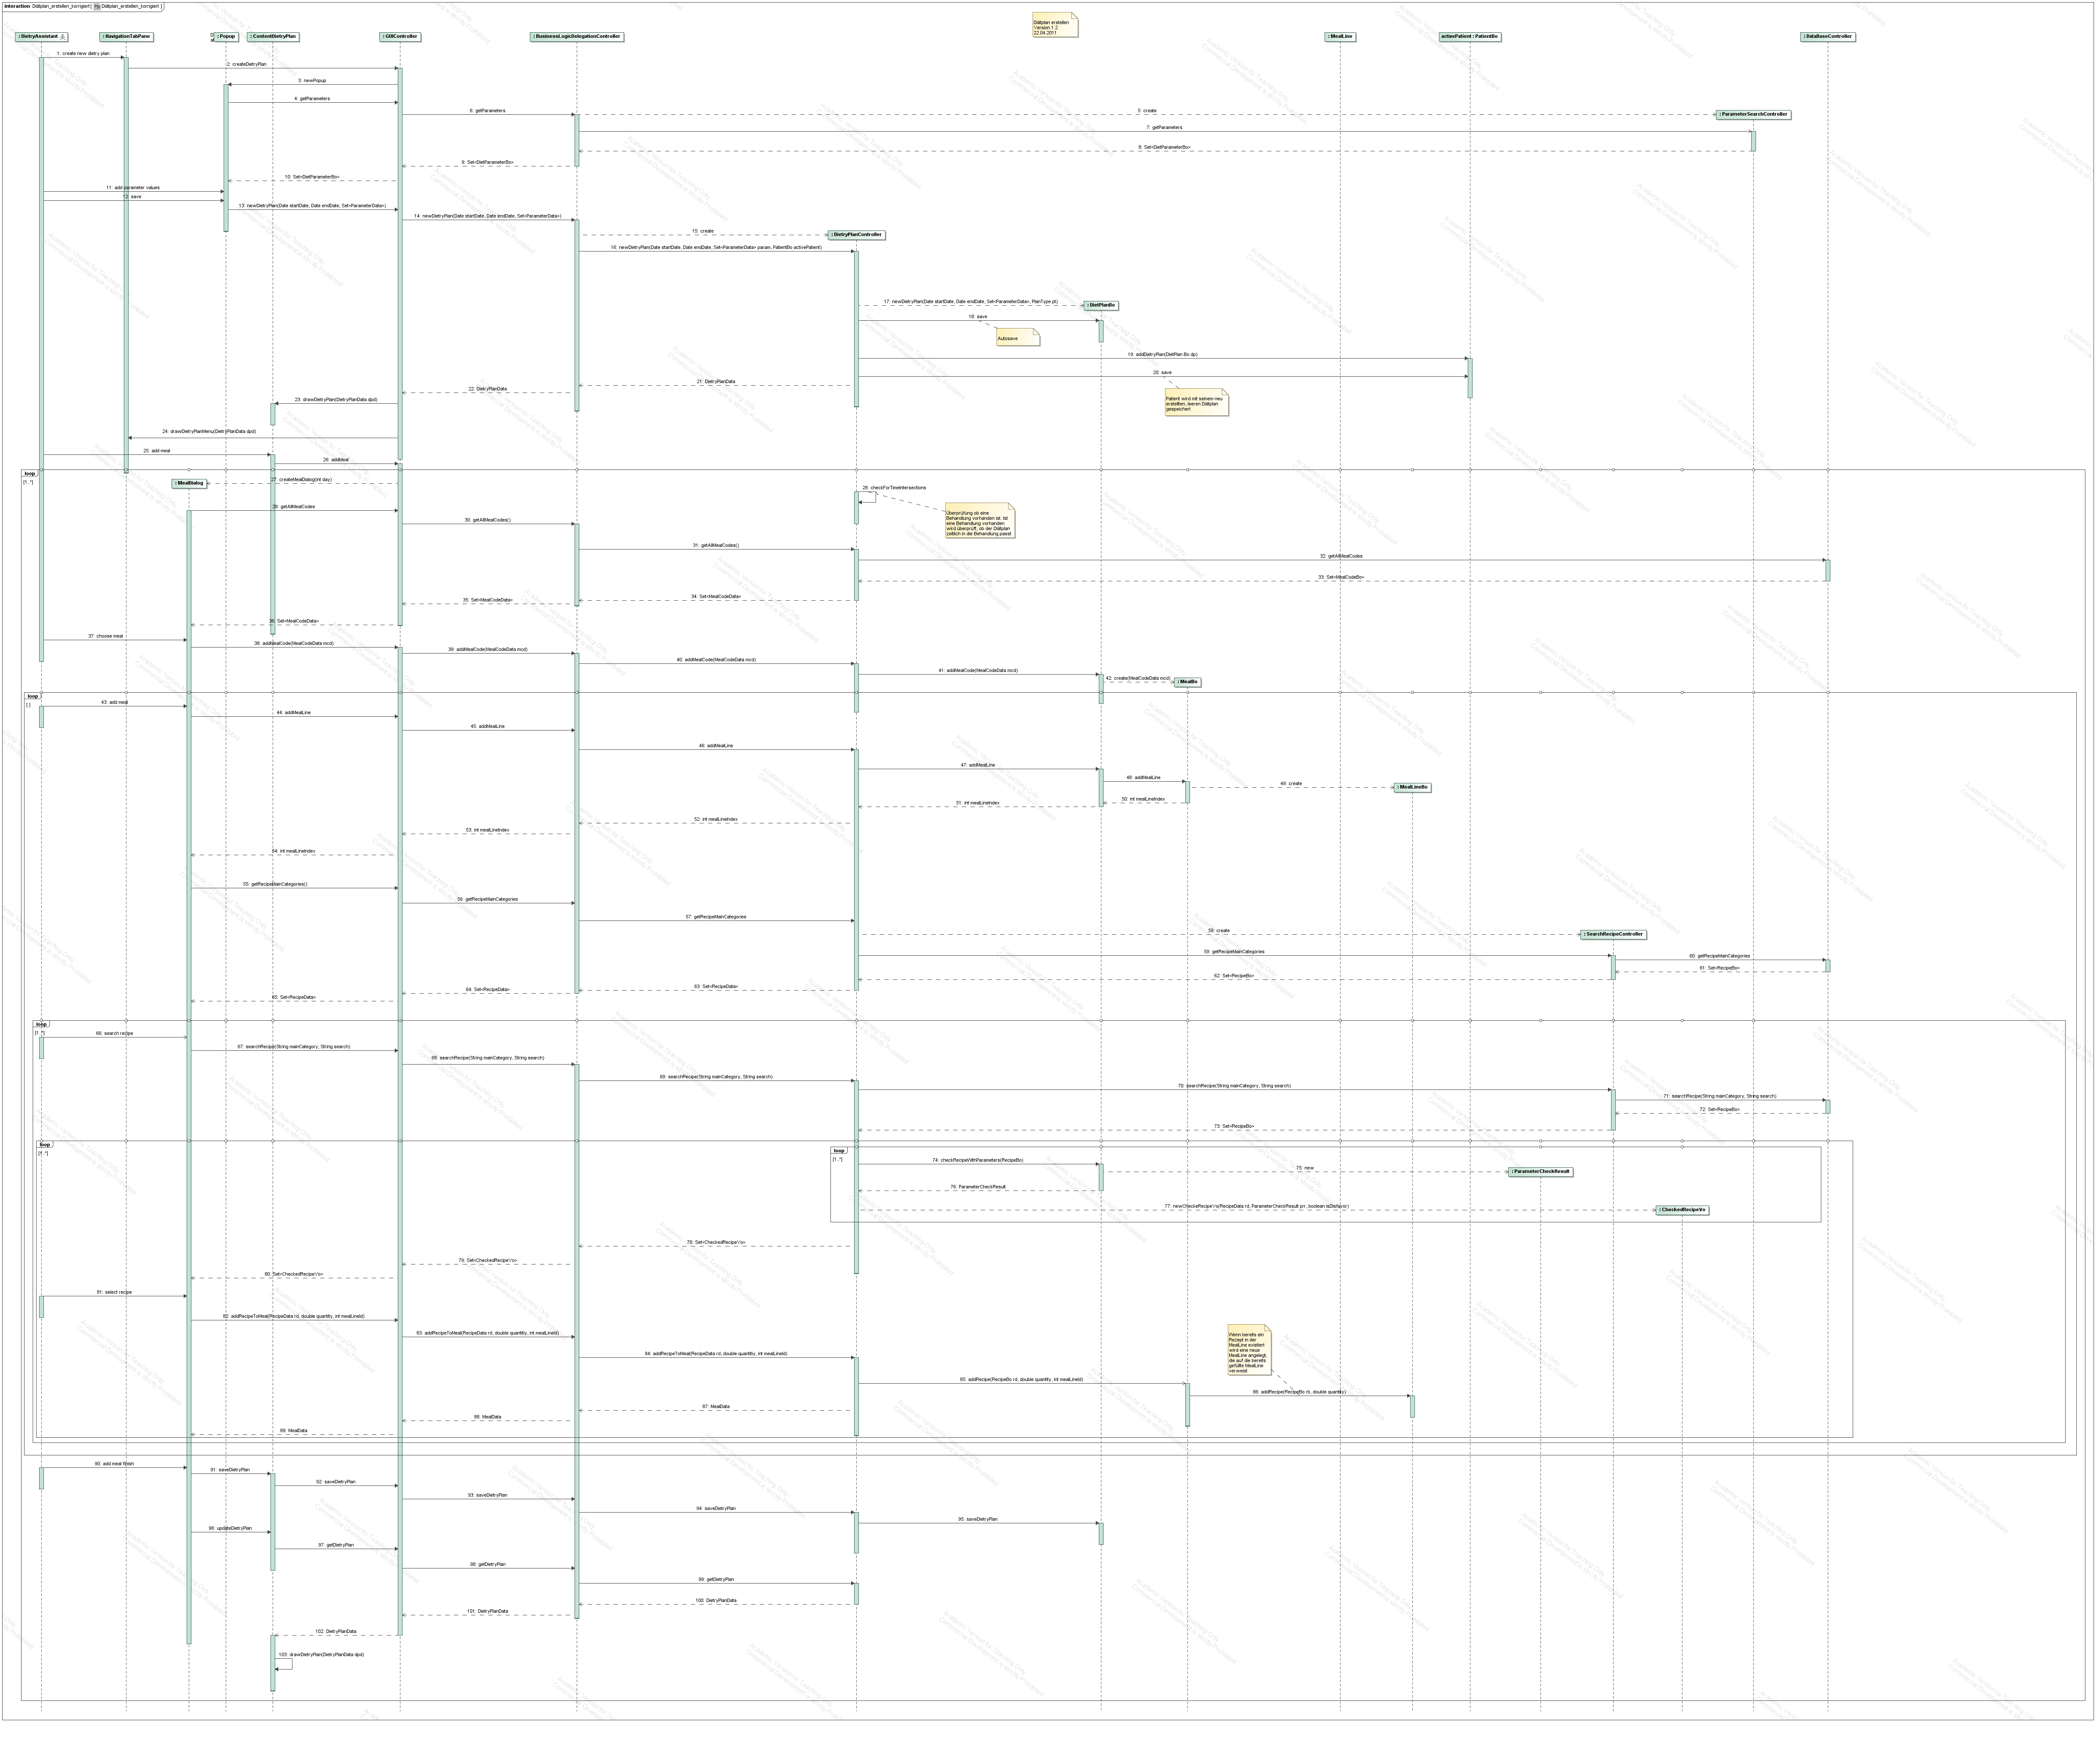 interaction Diätplan_erstellen_korrigiert [ Diätplan_erstellen_korrigiert ]
Diätplan erstellen
Version 1.2
22.04.2011
: DietryAssistant
: NavigationTabPane
: Popup
: ContentDietryPlan
: GUIController
: BusineseLogicDelegationController
: MealLine
activePatient : PatientBo
: DataBaseController
1: create new dietry plan
2: createDietryPlan
3: newPopup
4: getParameters
5: create
6: getParameters
: ParameterSearchController
7: getParameters
8: Set<DietParameterBo>
9: Set<DietParameterBo>
10: Set<DietParameterBo>
11: add parameter values
12: save
13: newDietryPlan(Date startDate, Date endDate, Set<ParameterData>)
14: newDietryPlan(Date startDate, Date endDate, Set<ParameterData>)
15: create
: DietryPlanController
16: newDietryPlan(Date startDate, Date endDate, Set<ParameterData> param, PatientBo activePatient)
17: newDietryPlan(Date startDate, Date endDate, Set<ParameterData>, PlanType pt)
: DietPlanBo
18: save
Autosave
19: addDietryPlan(DietPlan Bo dp)
20: save
Patient wird mit seinem neu
erstellten, leeren Diätplan
gespeichert
21: DietryPlanData
22: DietryPlanData
23: drawDietryPlan(DietryPlanData dpd)
24: drawDietryPlanMenu(DietryPlanData dpd)
25: add meal
26: addMeal
loop
[1..*]
: MealDialog
27: createMealDialog(int day)
28: checkForTimeIntersections
Überprüfung ob eine
Behandlung vorhanden ist. Ist
eine Behandlung vorhanden
wird überprüft, ob der Diätplan
zeitlich in die Behandlung passt
29: getAllMealCodes
30: getAllMealCodes()
31: getAllMealCodes()
32: getAllMealCodes
33: Set<MealCodeBo>
34: Set<MealCodeData>
35: Set<MealCodeData>
36: Set<MealCodeData>
37: choose meal
38: addMealCode(MealCodeData mcd)
39: addMealCode(MealCodeData mcd)
40: addMealCode(MealCodeData mcd)
41: addMealCode(MealCodeData mcd)
42: create(MealCodeData mcd)
: MealBo
loop
[ ]
43: add meal
44: addMealLine
45: addMealLine
46: addMealLine
47: addMealLine
48: addMealLine
49: create
: MealLineBo
50: int mealLineIndex
51: int mealLineIndex
52: int mealLineIndex
53: int mealLineIndex
54: int mealLineIndex
55: getRecipeMainCategories()
56: getRecipeMainCategories
57: getRecipeMainCategories
58: create
: SearchRecipeController
59: getRecipeMainCategories
60: getRecipeMainCategories
61: Set<RecipeBo>
62: Set<RecipeBo>
63: Set<RecipeData>
64: Set<RecipeData>
65: Set<RecipeData>
loop
[1..*]
66: search recipe
67: searchRecipe(String mainCategory, String search)
68: searchRecipe(String mainCategory, String search)
69: searchRecipe(String mainCategory, String search)
70: searchRecipe(String mainCategory, String search)
71: searchRecipe(String mainCategory, String search)
72: Set<RecipeBo>
73: Set<RecipeBo>
loop
[1..*]
loop
[1..*]
74: checkRecipeWithParameters(RecipeBo)
75: new
: ParameterCheckResult
76: ParameterCheckResult
77: newCheckeRecipeVo(RecipeData rd, ParameterCheckResult prr, boolean isDisfavor)
: CheckedRecipeVo
78: Set<CheckedRecipeVo>
79: Set<CheckedRecipeVo>
80: Set<CheckedRecipeVo>
81: select recipe
82: addRecipeToMeal(RecipeData rd, double quantity, int mealLineId)
83: addRecipeToMeal(RecipeData rd, double quantitiy, int mealLineId)
84: addRecipeToMeal(RecipeData rd, double quantitiy, int mealLineId)
Wenn bereits ein
Rezept in der
MealLine existiert
wird eine neue
MealLine angelegt,
die auf die bereits
gefüllte MealLine
verweist
85: addRecipe(RecipeBo rd, double quantity, int mealLineId)
86: addRecipe(RecipeBo rb, double quantity)
87: MealData
88: MealData
89: MealData
90: add meal finish
91: saveDietryPlan
92: saveDietryPlan
93: saveDietryPlan
94: saveDietryPlan
95: saveDietryPlan
96: updateDietryPlan
97: getDietryPlan
98: getDietryPlan
99: getDietryPlan
100: DietryPlanData
101: DietryPlanData
102: DietryPlanData
103: drawDietryPlan(DietryPlanData dpd)
Academic Version for Teaching Only
Commercial Development is strictly Prohibited